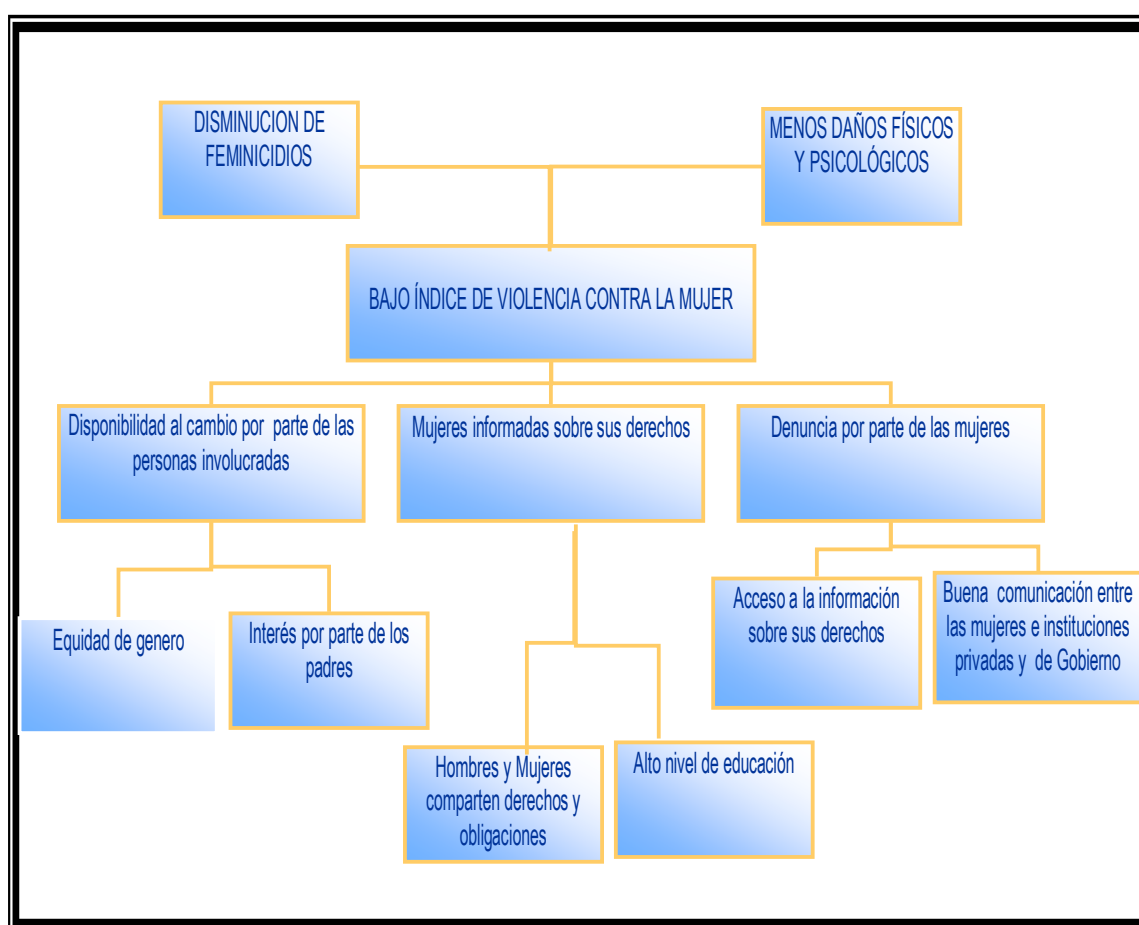 DISMINUCION DE
FEMINICIDIOS
MENOS DAÑOS FÍSICOS
Y PSICOLÓGICOS
BAJO ÍNDICE DE VIOLENCIA CONTRA LA MUJER
Disponibilidad al cambio por parte de las
personas involucradas
Mujeres informadas sobre sus derechos
Denuncia por parte de las mujeres
Equidad de genero
Interés por parte de los
padres
Acceso a la información
sobre sus derechos
Buena comunicación entre
las mujeres e instituciones
privadas y de Gobierno
Hombres y Mujeres
comparten derechos y
obligaciones
Alto nivel de educación